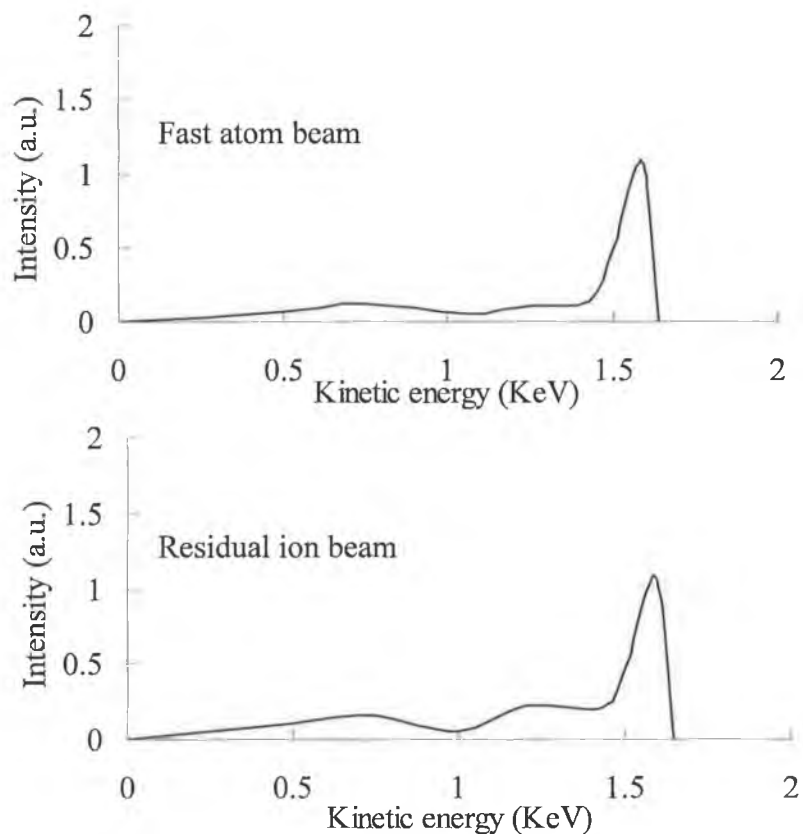 2
1.5
Intensity (a.u.)
Fast atom beam
1
0.5
0
0 0.5 1 1.5 2
Kinetic energy (KeV)
2
1.5
Intensity (a.u.)
Residual ion beam
1
0.5
0
0 0.5 1 1.5 2
Kinetic energy (KeV)